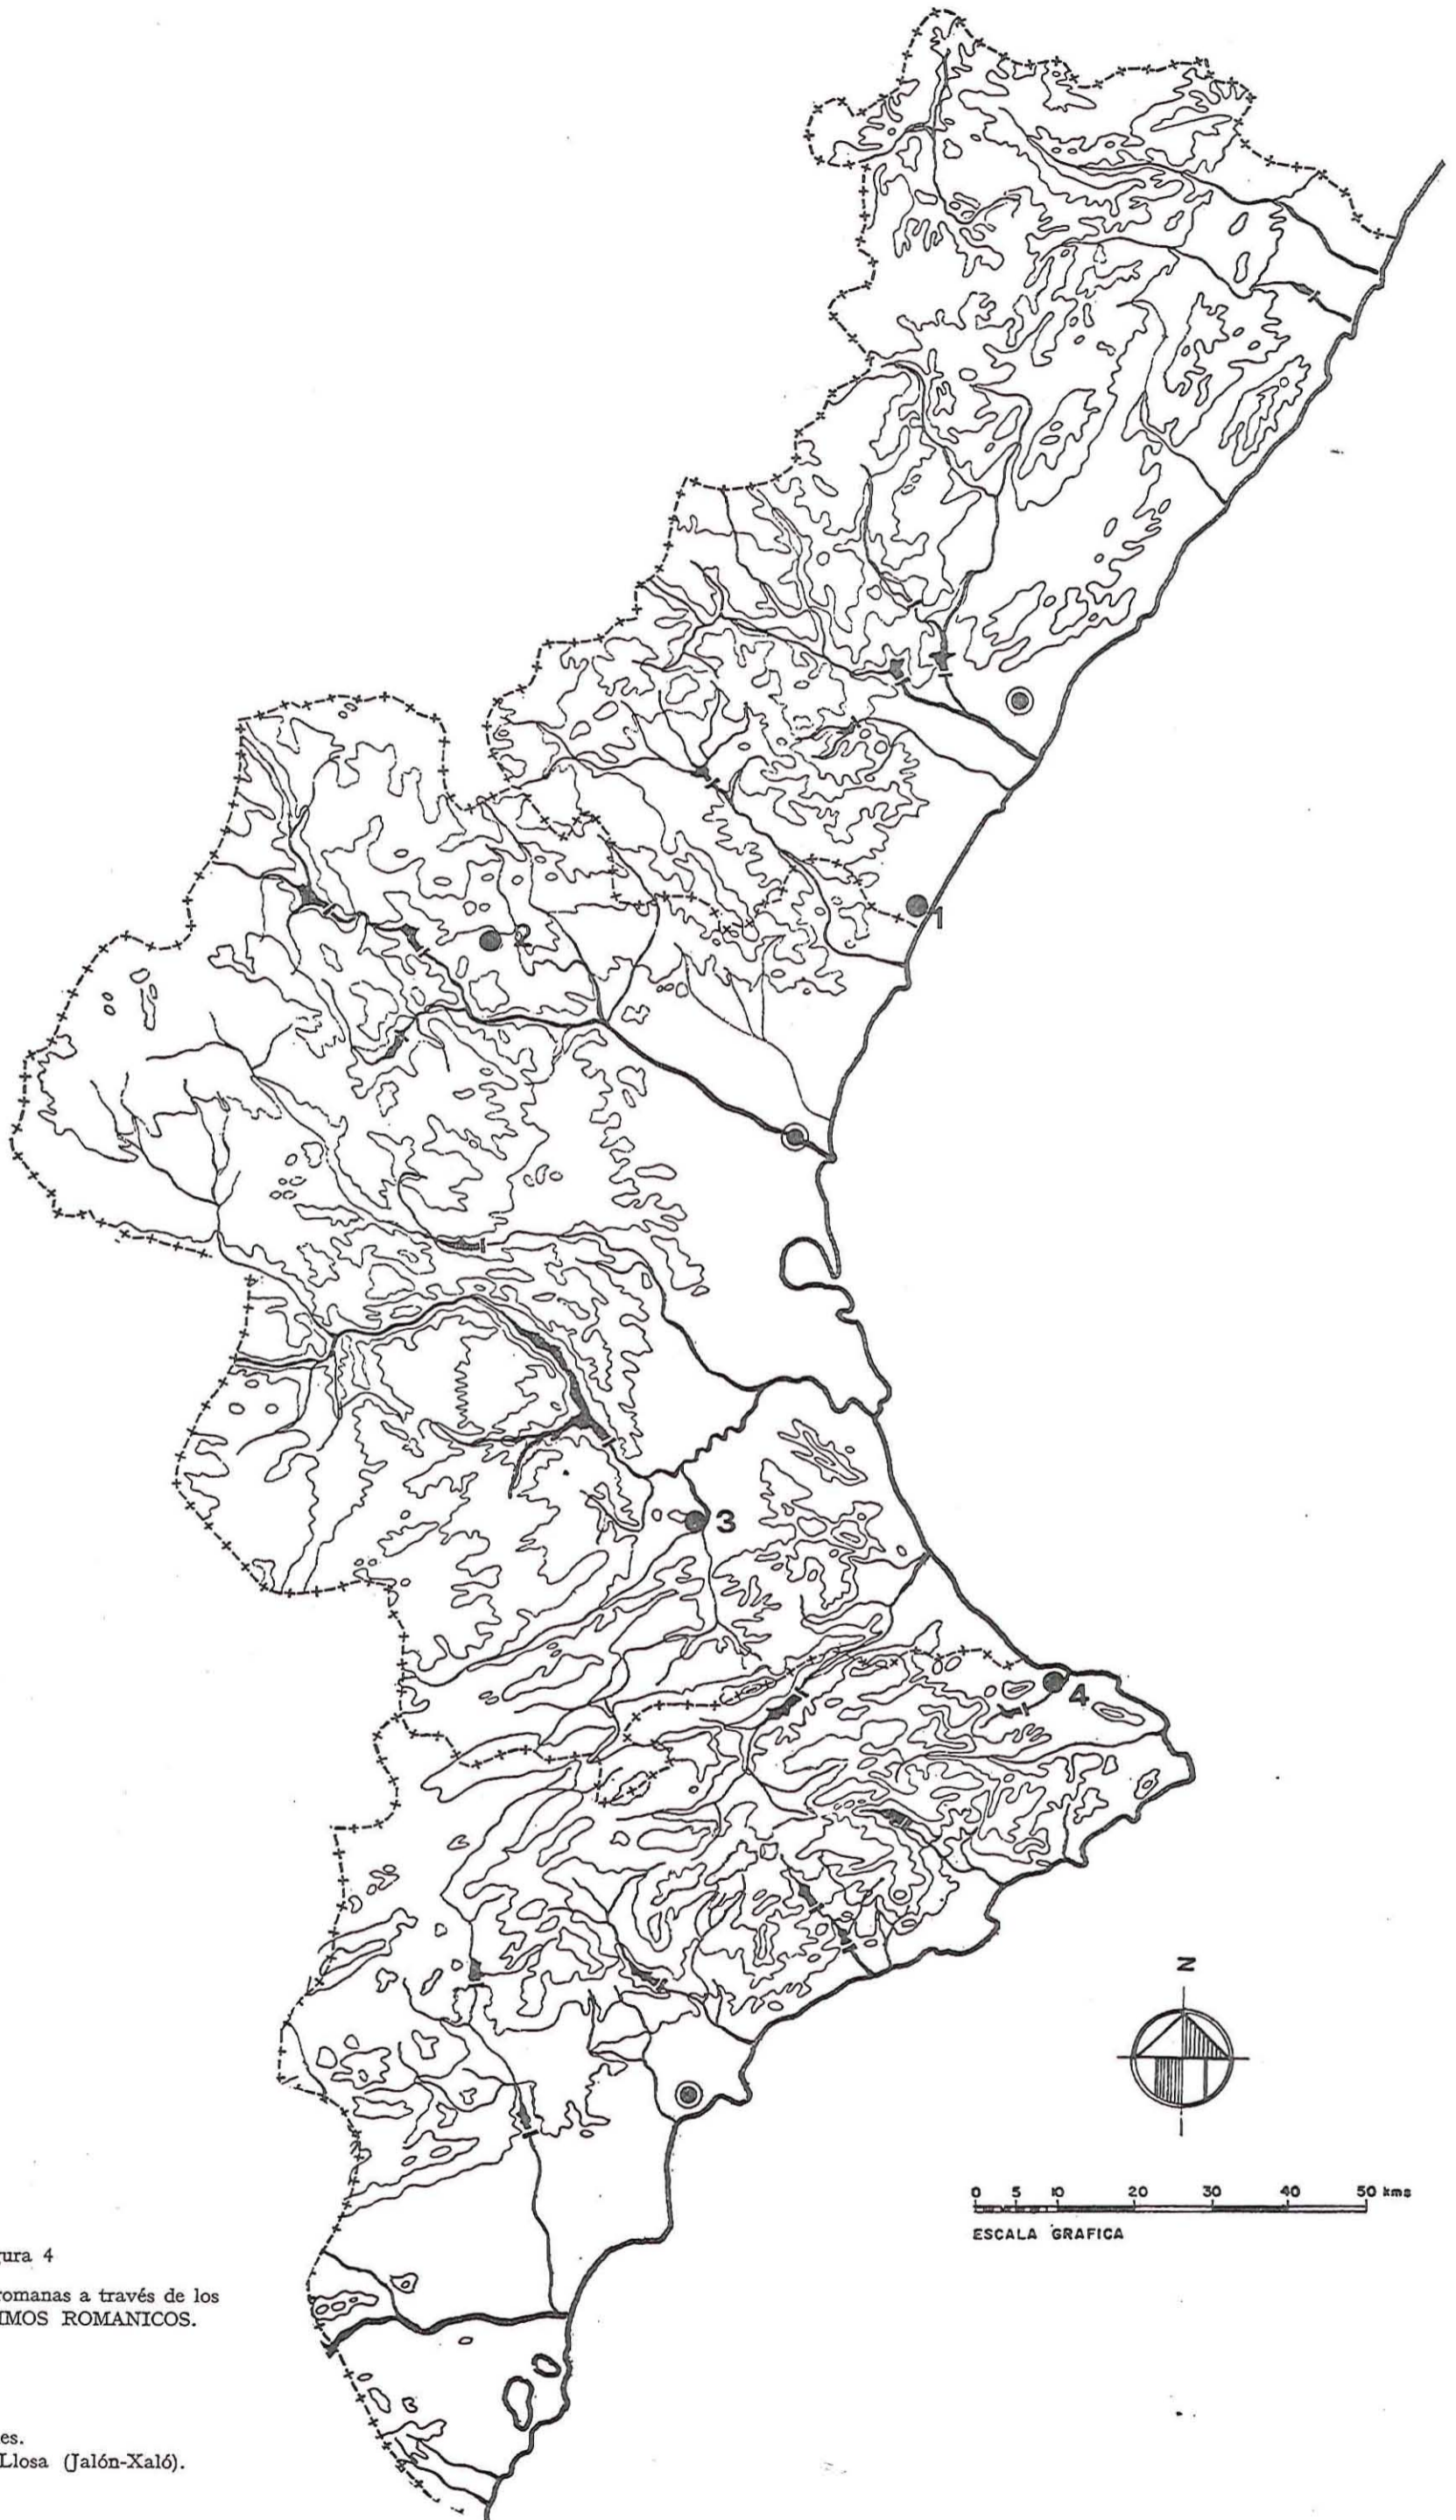 1
2
3
4
N
0 5 10 20 30 40 50 kms
ESCALA GRAFICA
ura 4
romanas a través de los
IMOS ROMANICOS.
es.
Llosa (Jalón-Xaló).